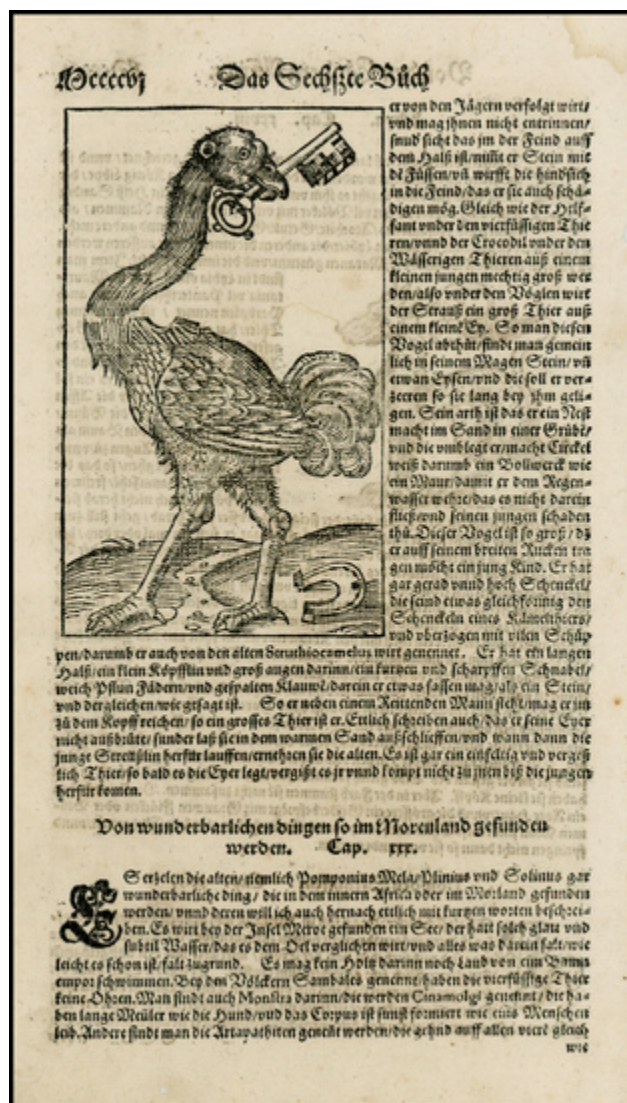 Mccccvj Das Sechßte Bůch
er von den Jägern verfolgt wirt/
vnd mag jhnen nicht entrinnen/
vnnd sicht das jm der Feind auff
dem Halß ist/nim̃t er Stein mit
dē Füssen/vñ wirfft die hindsich
in die Feind/das er sie auch schä-
digen mög. Gleich wie der Helf-
fant vnder den vierfüssigen Thie
ren/vnnd der Crocodil vnder den
Wässerigen Thieren auß einem
kleinen jungen mechtig groß wer
den/also vnder den Vöglen wirt
der Strauß ein groß Thier auß
einem kleinē Ey. So man diesen
Vogel abthůt/findt man gemein
lich in seinem Magen Stein/vñ
etwan Eysen/vnd die soll er ver-
zeeren so sie lang bey jhm geli-
gen. Sein arth ist das er ein Nest
macht im Sand in einer Grůbē/
vnd die vmblegt er/macht Circkel
weiß darumb ein Bollwerck wie
ein Maur/damit er dem Regen-
wasser wehre/das es nicht darein
fließ/vnd seinen jungen schaden
thů. Dieser Vogel ist so groß/dz
er auff seinem breiten Rucken tra
gen möcht ein jung Kind. Er hat
gar gerad vnnd hoch Schenckel/
die seind etwas gleichförmig den
Schenckeln eines Kämelthiers/
vnd vberzogen mit vilen Schüp
pen/darumb er auch von den alten Struthiocamelus wirt genennet. Er hat ein langen
Halß/ein klein Köpfflin vnd groß augen darinn/ein kurtzen vnd scharpffen Schnabel/
weich Pflum Fädern/vnd gespalten Klauwē/darein er etwas fassen mag/als ein Stein/
vnd dergleichen/wie gesagt ist. So er neben einem Reittenden Mann steht/mag er jm
zů dem Kopff reichen/so ein grosses Thier ist er. Ettlich schreiben auch/das er seine Eyer
nicht außbrüte/sunder laß sie in dem warmen Sand außschlieffen/vnd wann dann die
junge Streußlin herfür lauffen/ernehren sie die alten. Es ist gar ein einfeltig vnd vergeß
lich Thier/so bald es die Eyer legt/vergißt es jr vnnd kompt nicht zů jnen biß die jungen
herfür komen.
Von wunderbarlichen dingen so im Morenland gefunden
werden. Cap. xxx.
ES erzelen die alten/nemlich Pomponius Mela/Plinius vnd Solinus gar
wunderbarliche ding/die in dem innern Africa oder im Morland gefunden
werden/vnnd deren will ich auch hernach ettlich mit kurtzen worten beschrei-
ben. Es wirt bey der Insel Meroe gefunden ein See/der hatt solch glatt vnd
subtil Wasser/das es dem Oel verglichen wirt/vnd alles was darein falt/wie
leicht es schon ist/falt zugrund. Es mag kein Holtz darinn noch Laub von ein Baum
empor schwimmen. Bey den Völckern Sambales genennt/haben die vierfüssige Thier
keine Ohren. Man findt auch Monstra darinn/die werden Cinamolgi genennt/die ha-
ben lange Meüler wie die Hund/vnd das Corpus ist sunst formiert wie eins Menschen
leib. Andere findt man die Artapathiten genent werden/die gehnd auff allen vierē gleich
wie